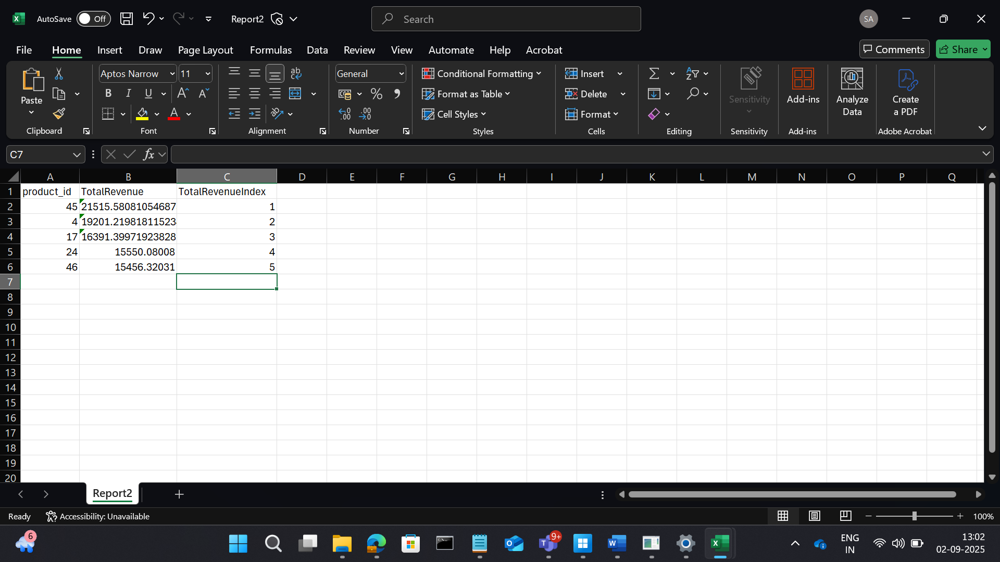 AutoSave Off Report2 Search SA
File Home Insert Draw Page Layout Formulas Data Review View Automate Help Acrobat Comments Share
Paste Aptos Narrow 11 B I U A A A ab General % Conditional Formatting Format as Table Cell Styles Insert Delete Format Sensitivity Add-ins Analyze Data Create a PDF
Clipboard Font Alignment Number Styles Cells Editing Sensitivity Add-ins Adobe Acrobat
C7 fx
A B C D E F G H I J K L M N O P Q
1 product_id TotalRevenue TotalRevenueIndex
2 45 21515.58081054687 1
3 4 19201.21981811523 2
4 17 16391.39971923828 3
5 24 15550.08008 4
6 46 15456.32031 5
7
8
9
10
11
12
13
14
15
16
17
18
19
20
Report2
Ready Accessibility: Unavailable 100%
6 9+ ENG IN 13:02
02-09-2025